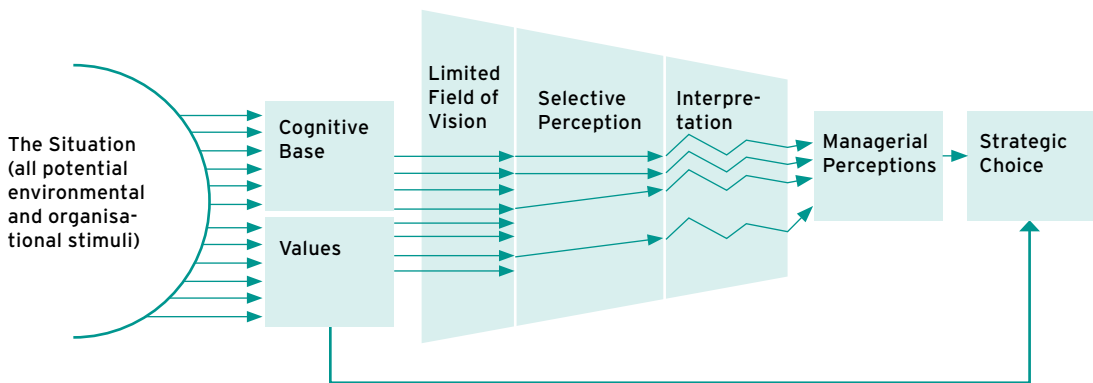 The Situation
(all potential
environmental
and organisa-
tional stimuli)
Cognitive
Base
Values
Limited
Field of
Vision
Selective
Perception
Interpre-
tation
Managerial
Perceptions
Strategic
Choice